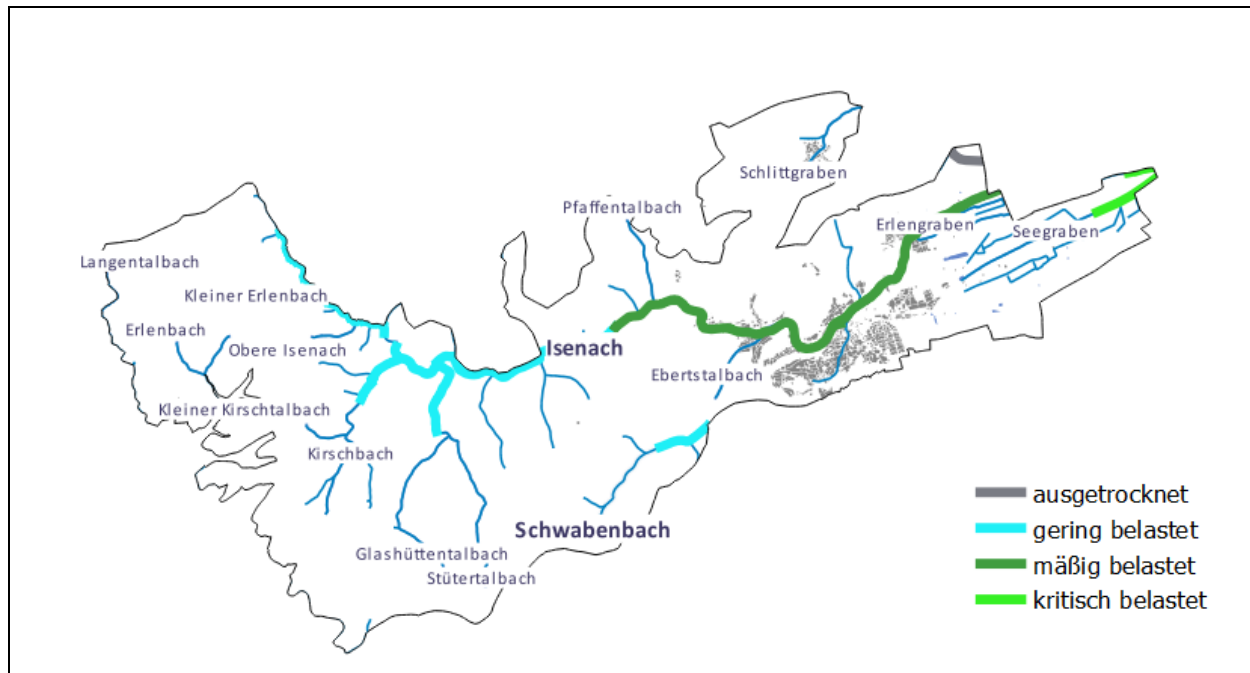 Schlittgraben
Pfaffentalbach
Erlengraben
Seegraben
Langentalbach
Kleiner Erlenbach
Erlenbach
Obere Isenach
Isenach
Ebertstalbach
Kleiner Kirschtalbach
Kirschbach
Schwabenbach
Glashüttentalbach
Stütertalbach
ausgetrocknet
gering belastet
mäßig belastet
kritisch belastet